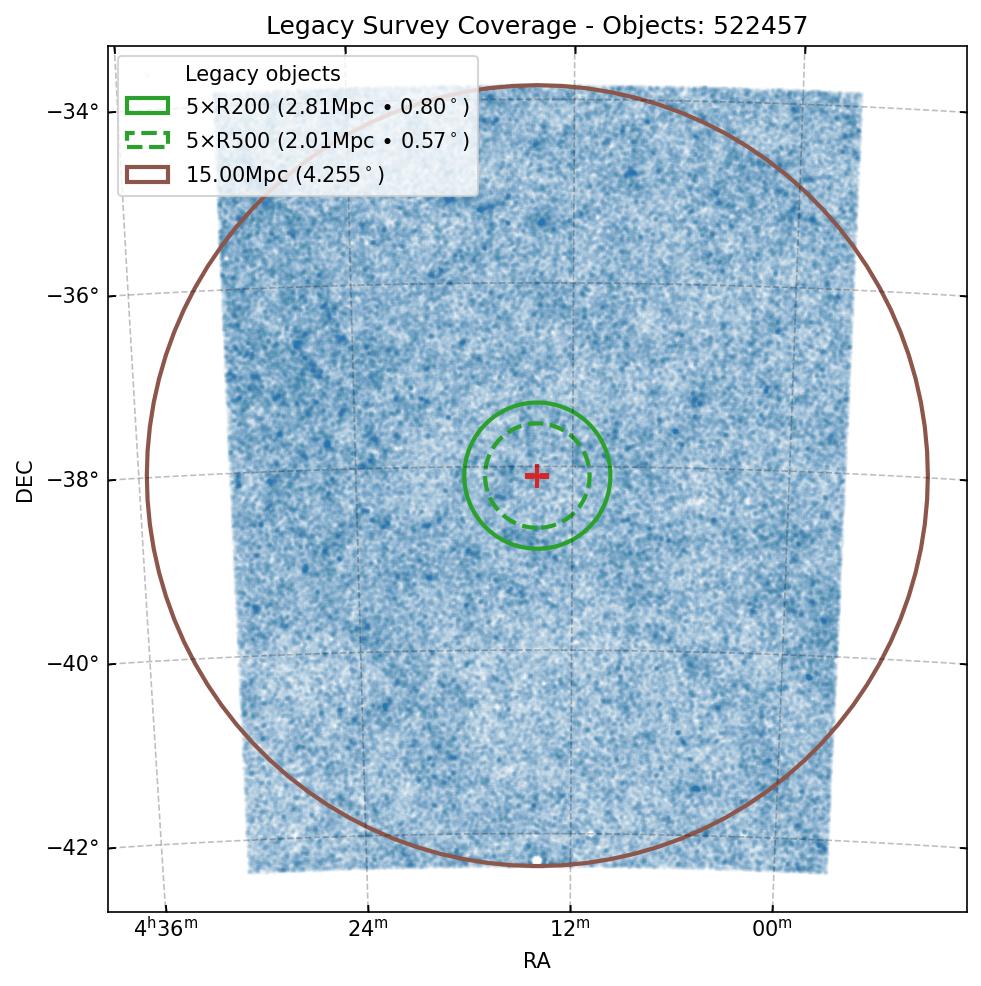 Legacy Survey Coverage - Objects: 522457
Legacy objects
5×R200 (2.81Mpc • 0.80°)
5×R500 (2.01Mpc • 0.57°)
15.00Mpc (4.255°)
−34°
−36°
−38°
−40°
−42°
DEC
4ʰ36ᵐ 24ᵐ 12ᵐ 00ᵐ
RA